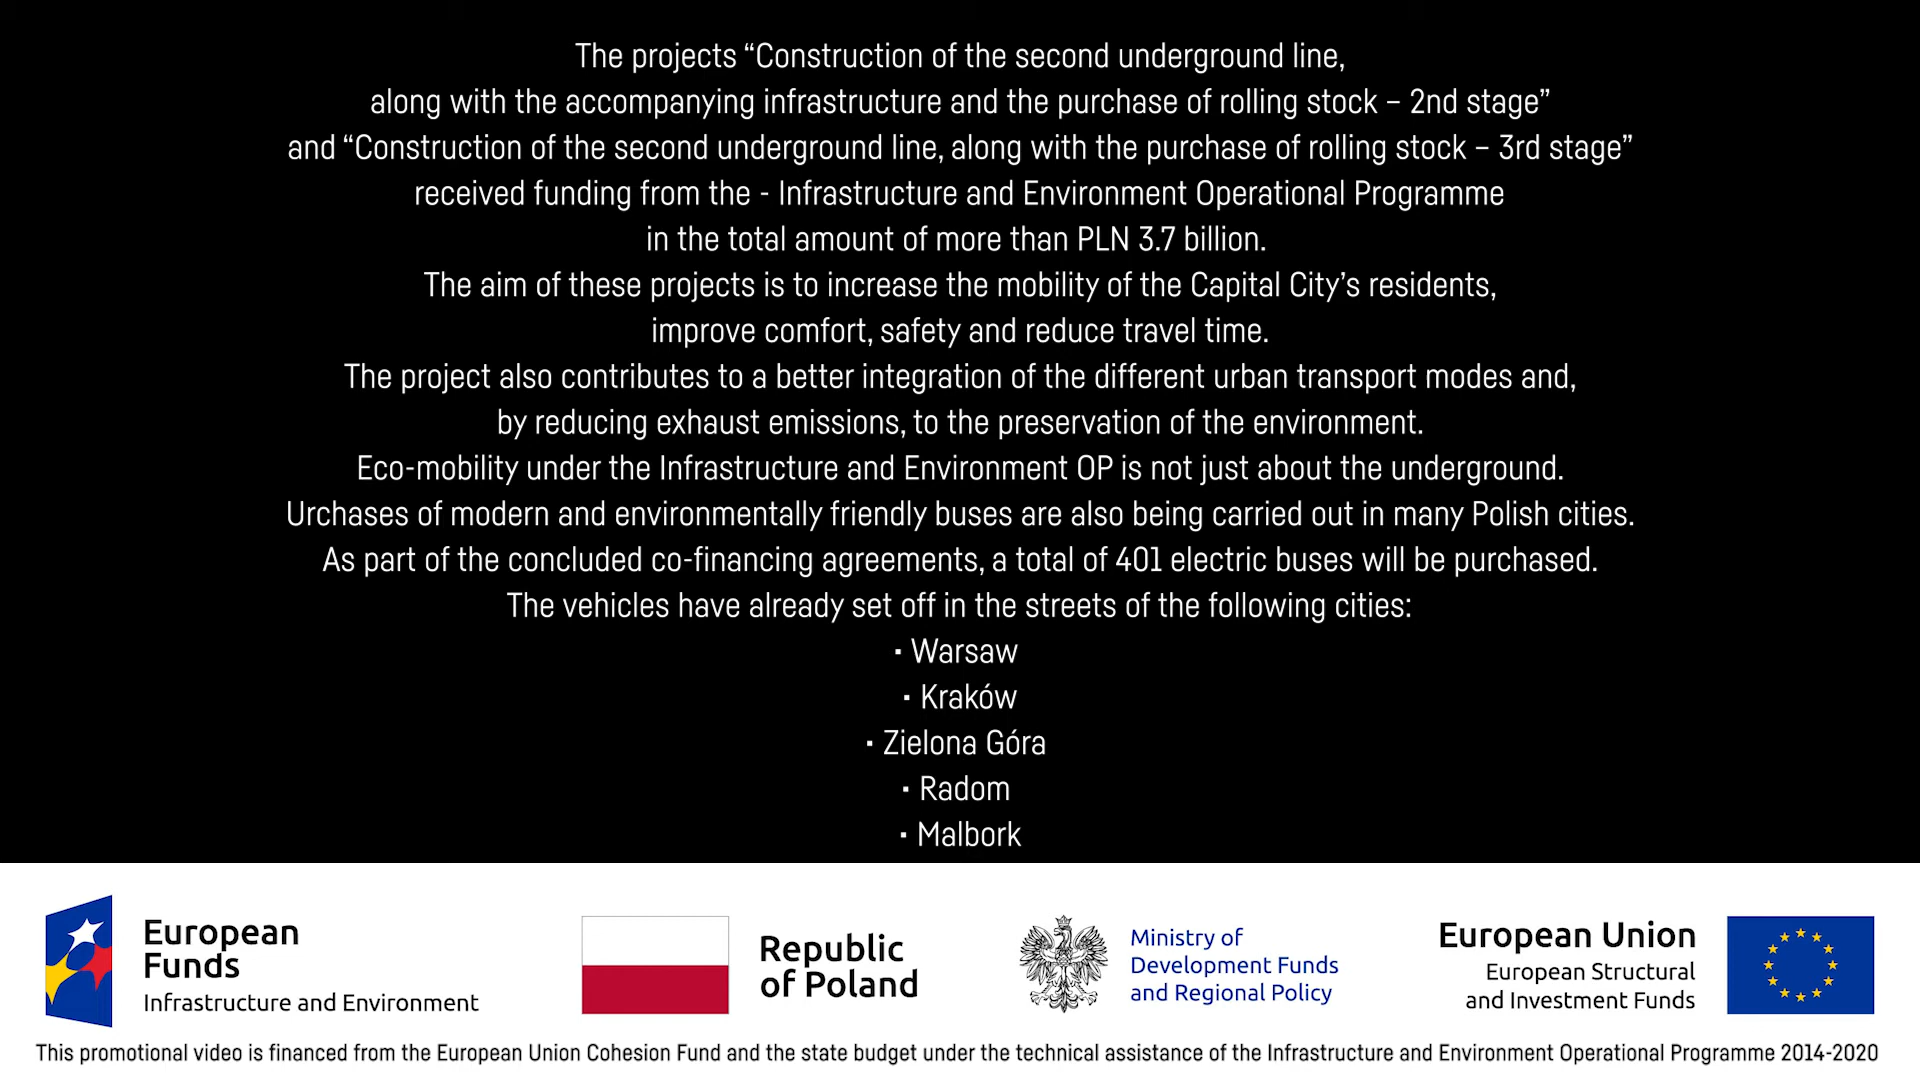 The projects “Construction of the second underground line,
along with the accompanying infrastructure and the purchase of rolling stock – 2nd stage”
and “Construction of the second underground line, along with the purchase of rolling stock – 3rd stage”
received funding from the - Infrastructure and Environment Operational Programme
in the total amount of more than PLN 3.7 billion.
The aim of these projects is to increase the mobility of the Capital City’s residents,
improve comfort, safety and reduce travel time.
The project also contributes to a better integration of the different urban transport modes and,
by reducing exhaust emissions, to the preservation of the environment.
Eco-mobility under the Infrastructure and Environment OP is not just about the underground.
Urchases of modern and environmentally friendly buses are also being carried out in many Polish cities.
As part of the concluded co-financing agreements, a total of 401 electric buses will be purchased.
The vehicles have already set off in the streets of the following cities:
· Warsaw
· Kraków
· Zielona Góra
· Radom
· Malbork
European
Funds
Infrastructure and Environment
Republic
of Poland
Ministry of
Development Funds
and Regional Policy
European Union
European Structural
and Investment Funds
This promotional video is financed from the European Union Cohesion Fund and the state budget under the technical assistance of the Infrastructure and Environment Operational Programme 2014-2020